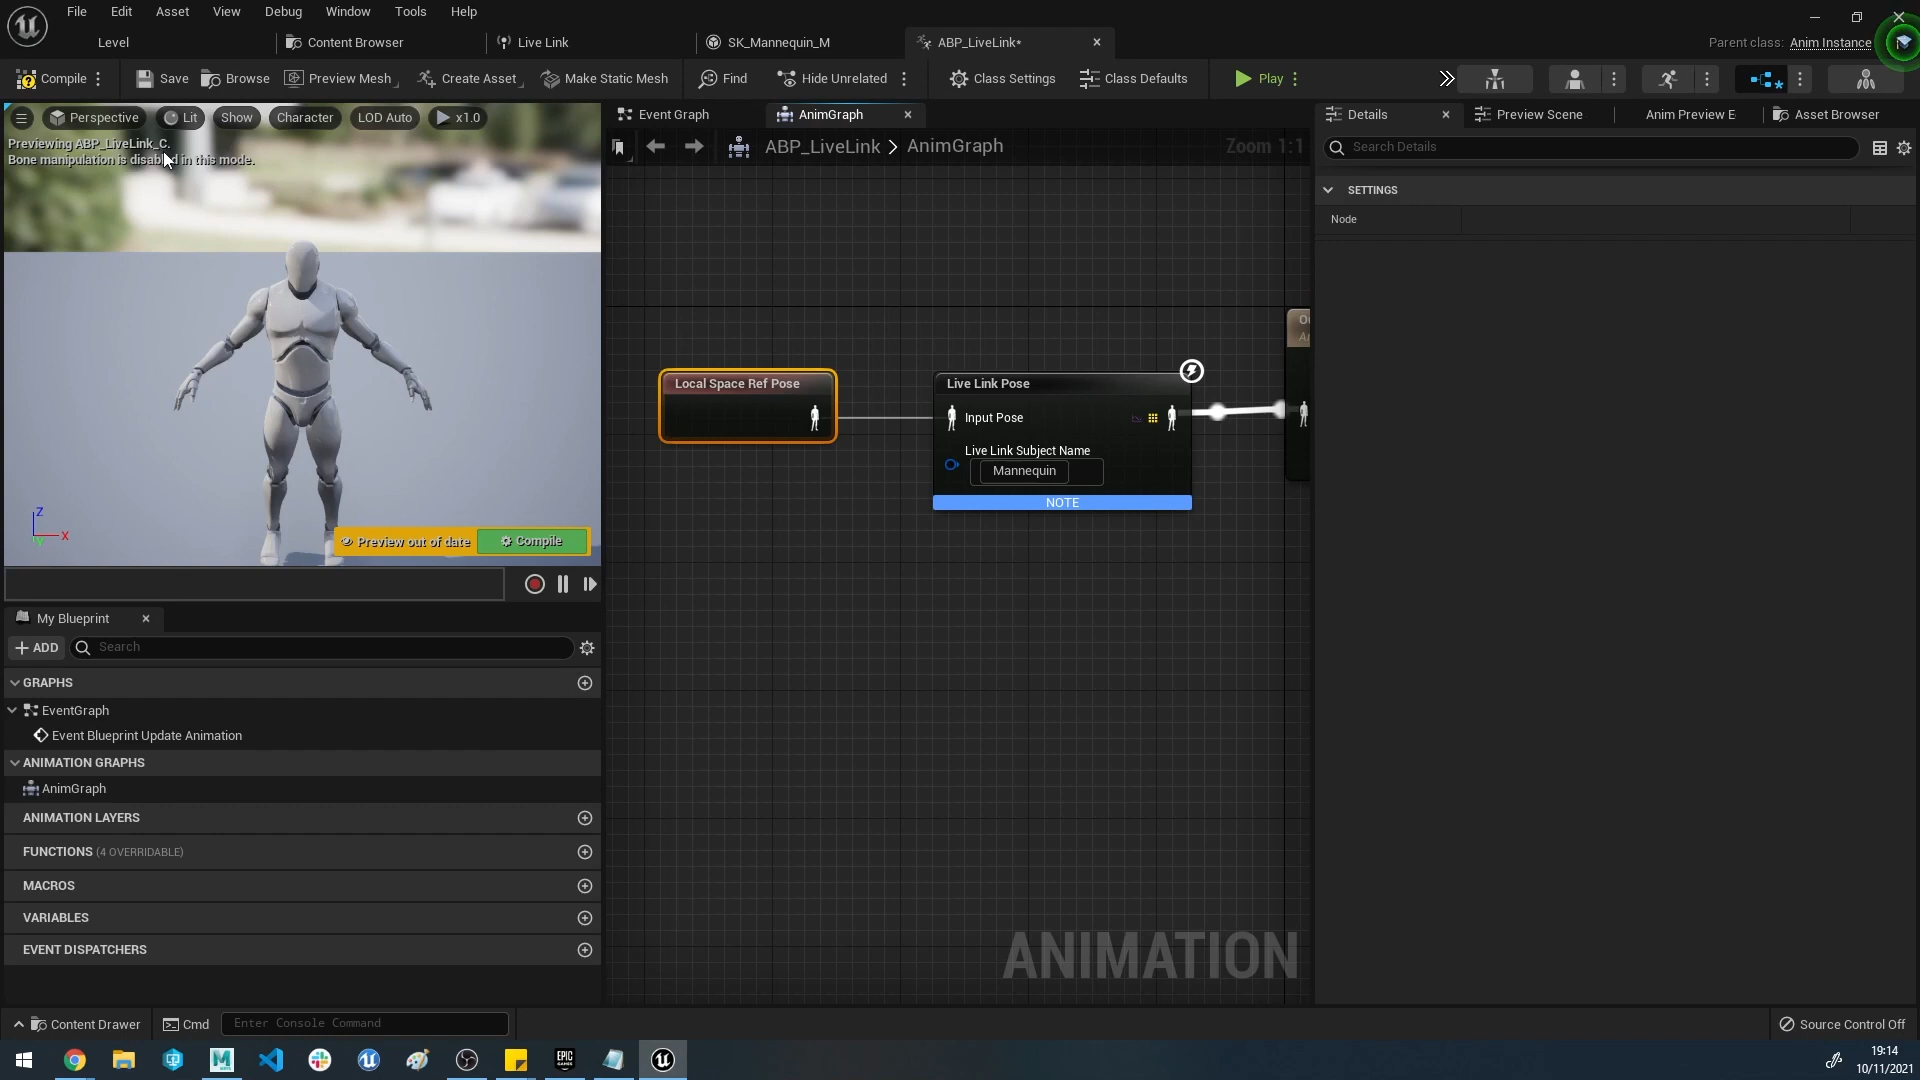 File Edit Asset View Debug Window Tools Help
Level Content Browser Live Link SK_Mannequin_M ABP_LiveLink* Parent class: Anim Instance
Compile Save Browse Preview Mesh Create Asset Make Static Mesh Find Hide Unrelated Class Settings Class Defaults Play
Perspective Lit Show Character LOD Auto x1.0
Event Graph AnimGraph
Details Preview Scene Anim Preview E Asset Browser
Previewing ABP_LiveLink_C.
Bone manipulation is disabled in this mode.
ABP_LiveLink > AnimGraph Zoom 1:1
Search Details
SETTINGS
Node
Local Space Ref Pose
Live Link Pose
Input Pose
Live Link Subject Name
Mannequin
NOTE
Z
X
Y
Preview out of date Compile
My Blueprint
ADD Search
GRAPHS
EventGraph
Event Blueprint Update Animation
ANIMATION GRAPHS
AnimGraph
ANIMATION LAYERS
FUNCTIONS (4 OVERRIDABLE)
MACROS
VARIABLES
EVENT DISPATCHERS
ANIMATION
Content Drawer Cmd Enter Console Command Source Control Off
EPIC GAMES
19:14
10/11/2021